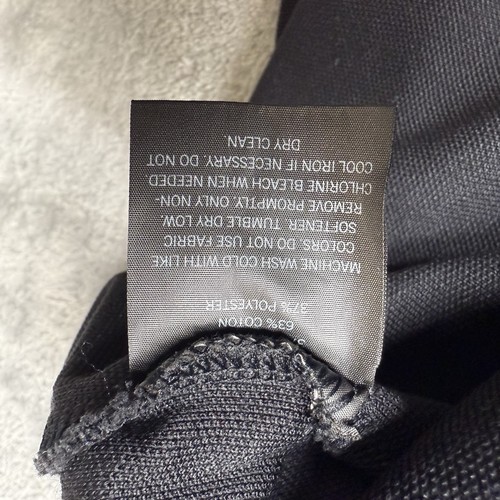 63% COTON
37% POLYESTER
MACHINE WASH COLD WITH LIKE
COLORS. DO NOT USE FABRIC
SOFTENER. TUMBLE DRY LOW.
REMOVE PROMPTLY. ONLY NON-
CHLORINE BLEACH WHEN NEEDED
COOL IRON IF NECESSARY. DO NOT
DRY CLEAN.